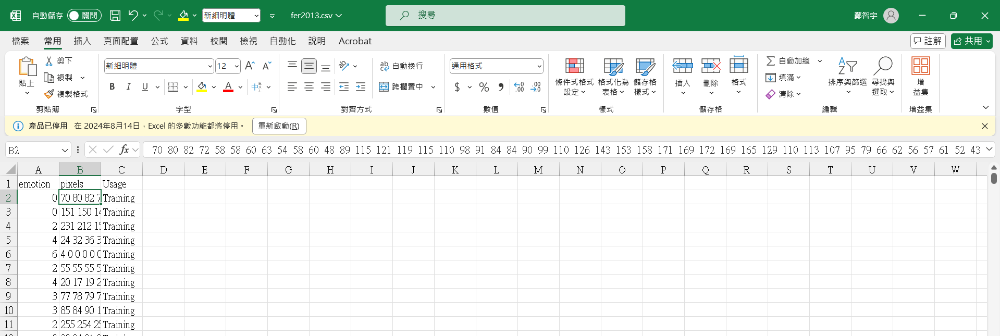 自動儲存 關閉 新細明體 fer2013.csv 搜尋 鄭智宇
檔案 常用 插入 頁面配置 公式 資料 校閱 檢視 自動化 說明 Acrobat 註解 共用
貼上 剪下 複製 複製格式
剪貼簿
新細明體 12
B I U A 中
字型
ab 自動換行
跨欄置中
對齊方式
通用格式
$ % 9 .00 .00 .0
數值
條件式格式設定 格式化為表格 儲存格樣式
樣式
插入 刪除 格式
儲存格
自動加總 填滿 清除 排序與篩選 尋找與選取
編輯
增益集
增益集
產品已停用 在 2024年8月14日，Excel 的多數功能都將停用。 重新啟動(R)
B2 fx 70 80 82 72 58 58 60 63 54 58 60 48 89 115 121 119 115 110 98 91 84 84 90 99 110 126 143 153 158 171 169 172 169 165 129 110 113 107 95 79 66 62 56 57 61 52 43
A B C D E F G H I J K L M N O P Q R S T U V W
1 emotion pixels Usage
2 0 70 80 82 7 Training
3 0 151 150 14 Training
4 2 231 212 15 Training
5 4 24 32 36 3 Training
6 6 4 0 0 0 0 0 Training
7 2 55 55 55 5 Training
8 4 20 17 19 2 Training
9 3 77 78 79 7 Training
10 3 85 84 90 1 Training
11 2 255 254 25 Training